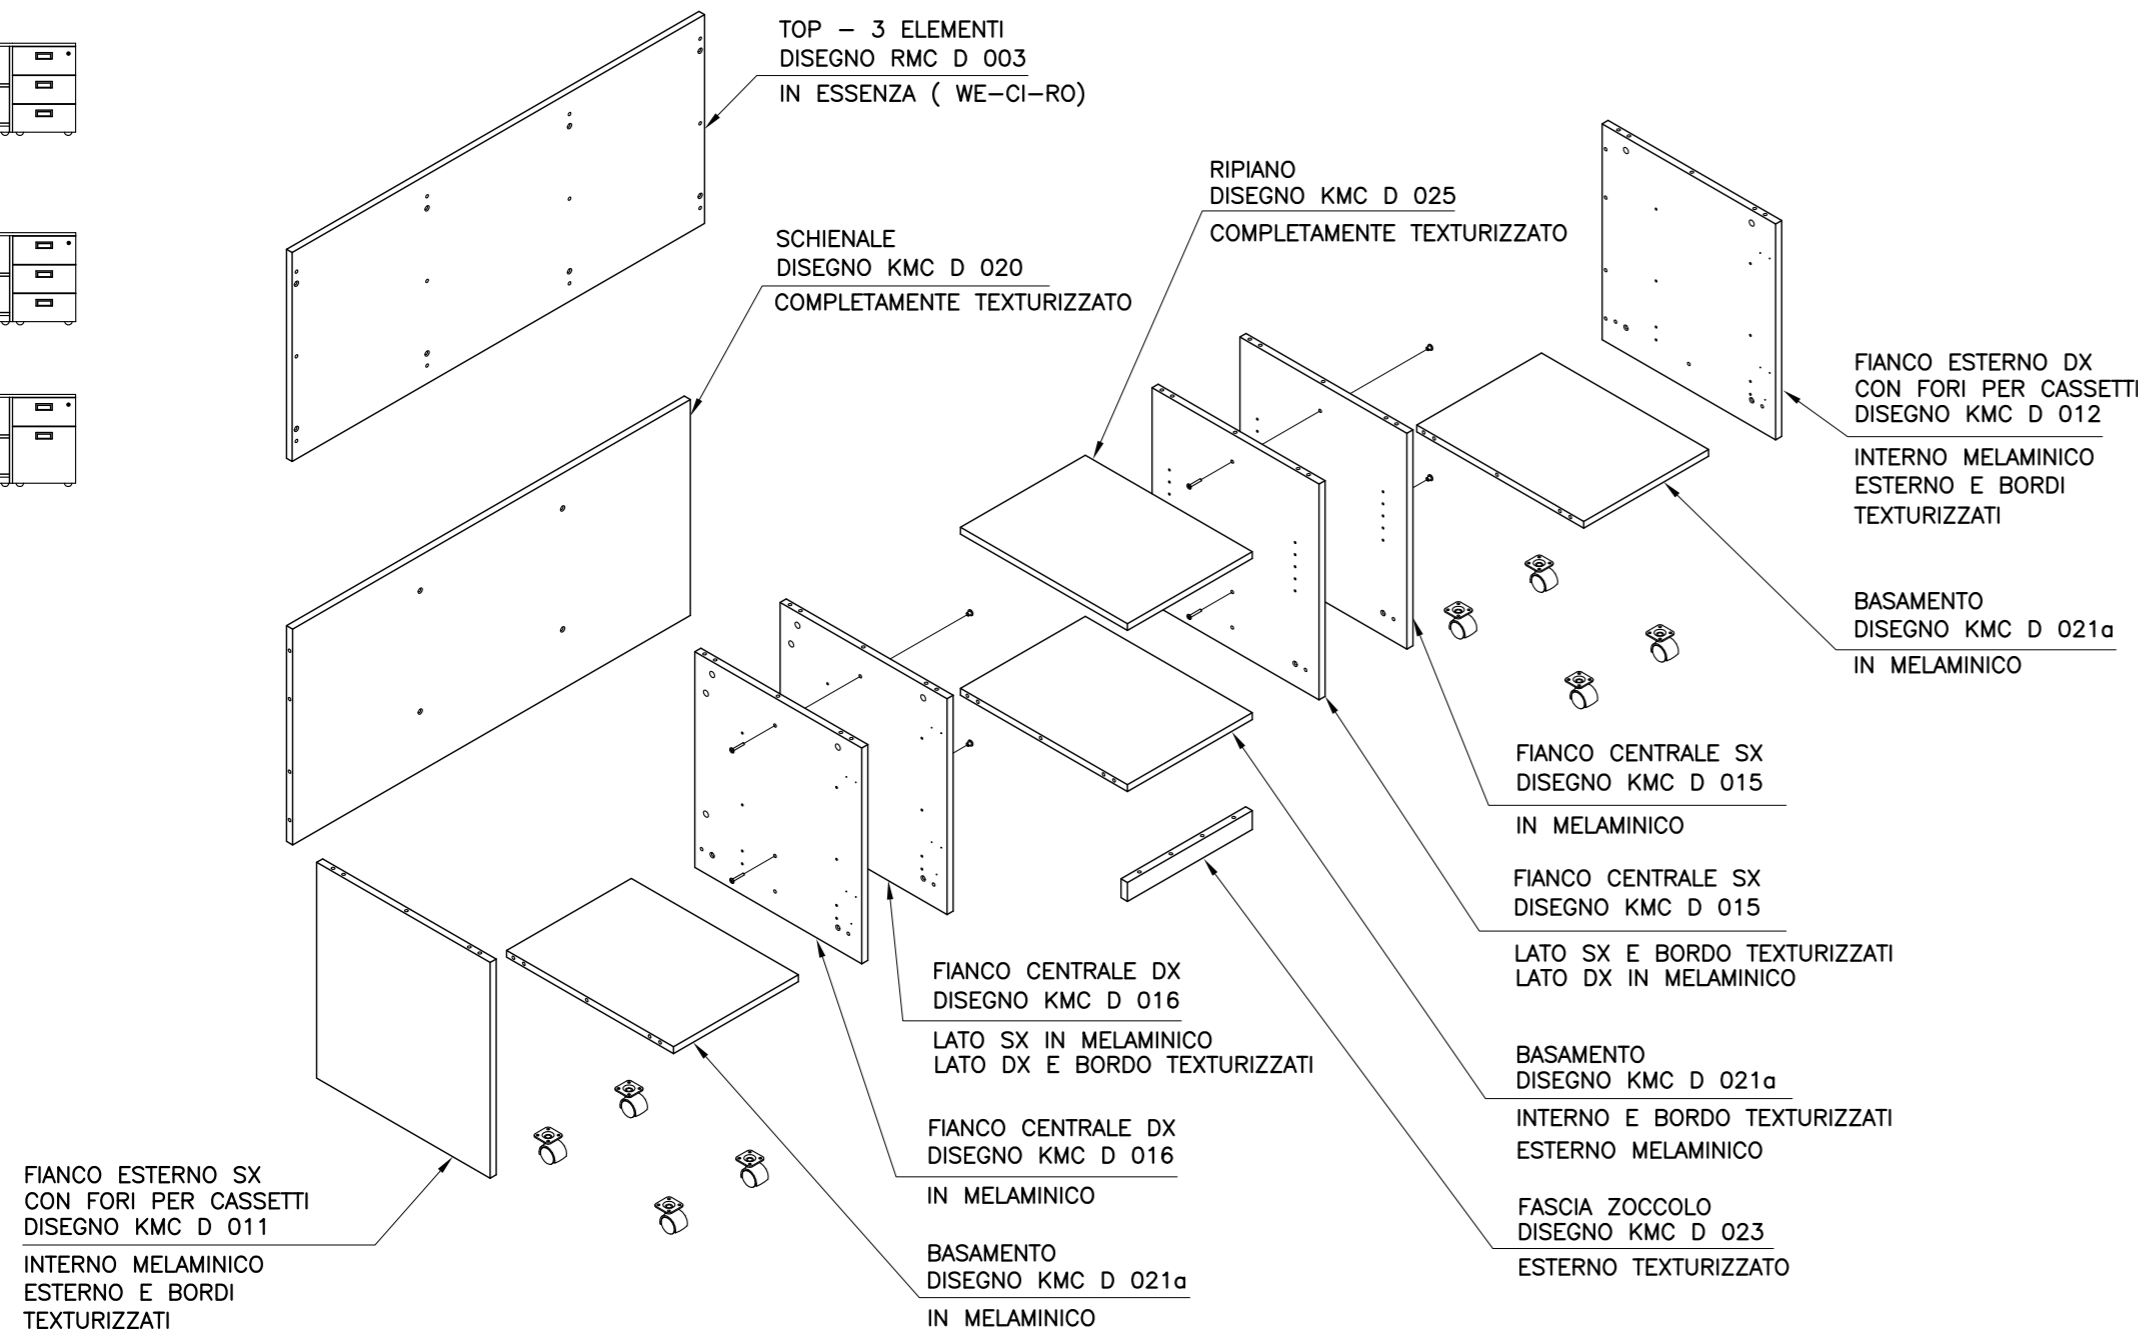 TOP – 3 ELEMENTI
DISEGNO RMC D 003
IN ESSENZA ( WE–CI–RO)
RIPIANO
DISEGNO KMC D 025
COMPLETAMENTE TEXTURIZZATO
SCHIENALE
DISEGNO KMC D 020
COMPLETAMENTE TEXTURIZZATO
FIANCO ESTERNO DX
CON FORI PER CASSETTI
DISEGNO KMC D 012
INTERNO MELAMINICO
ESTERNO E BORDI
TEXTURIZZATI
BASAMENTO
DISEGNO KMC D 021a
IN MELAMINICO
FIANCO CENTRALE SX
DISEGNO KMC D 015
IN MELAMINICO
FIANCO CENTRALE SX
DISEGNO KMC D 015
LATO SX E BORDO TEXTURIZZATI
LATO DX IN MELAMINICO
FIANCO CENTRALE DX
DISEGNO KMC D 016
LATO SX IN MELAMINICO
LATO DX E BORDO TEXTURIZZATI
BASAMENTO
DISEGNO KMC D 021a
INTERNO E BORDO TEXTURIZZATI
ESTERNO MELAMINICO
FIANCO CENTRALE DX
DISEGNO KMC D 016
IN MELAMINICO
FIANCO ESTERNO SX
CON FORI PER CASSETTI
DISEGNO KMC D 011
INTERNO MELAMINICO
ESTERNO E BORDI
TEXTURIZZATI
FASCIA ZOCCOLO
DISEGNO KMC D 023
ESTERNO TEXTURIZZATO
BASAMENTO
DISEGNO KMC D 021a
IN MELAMINICO